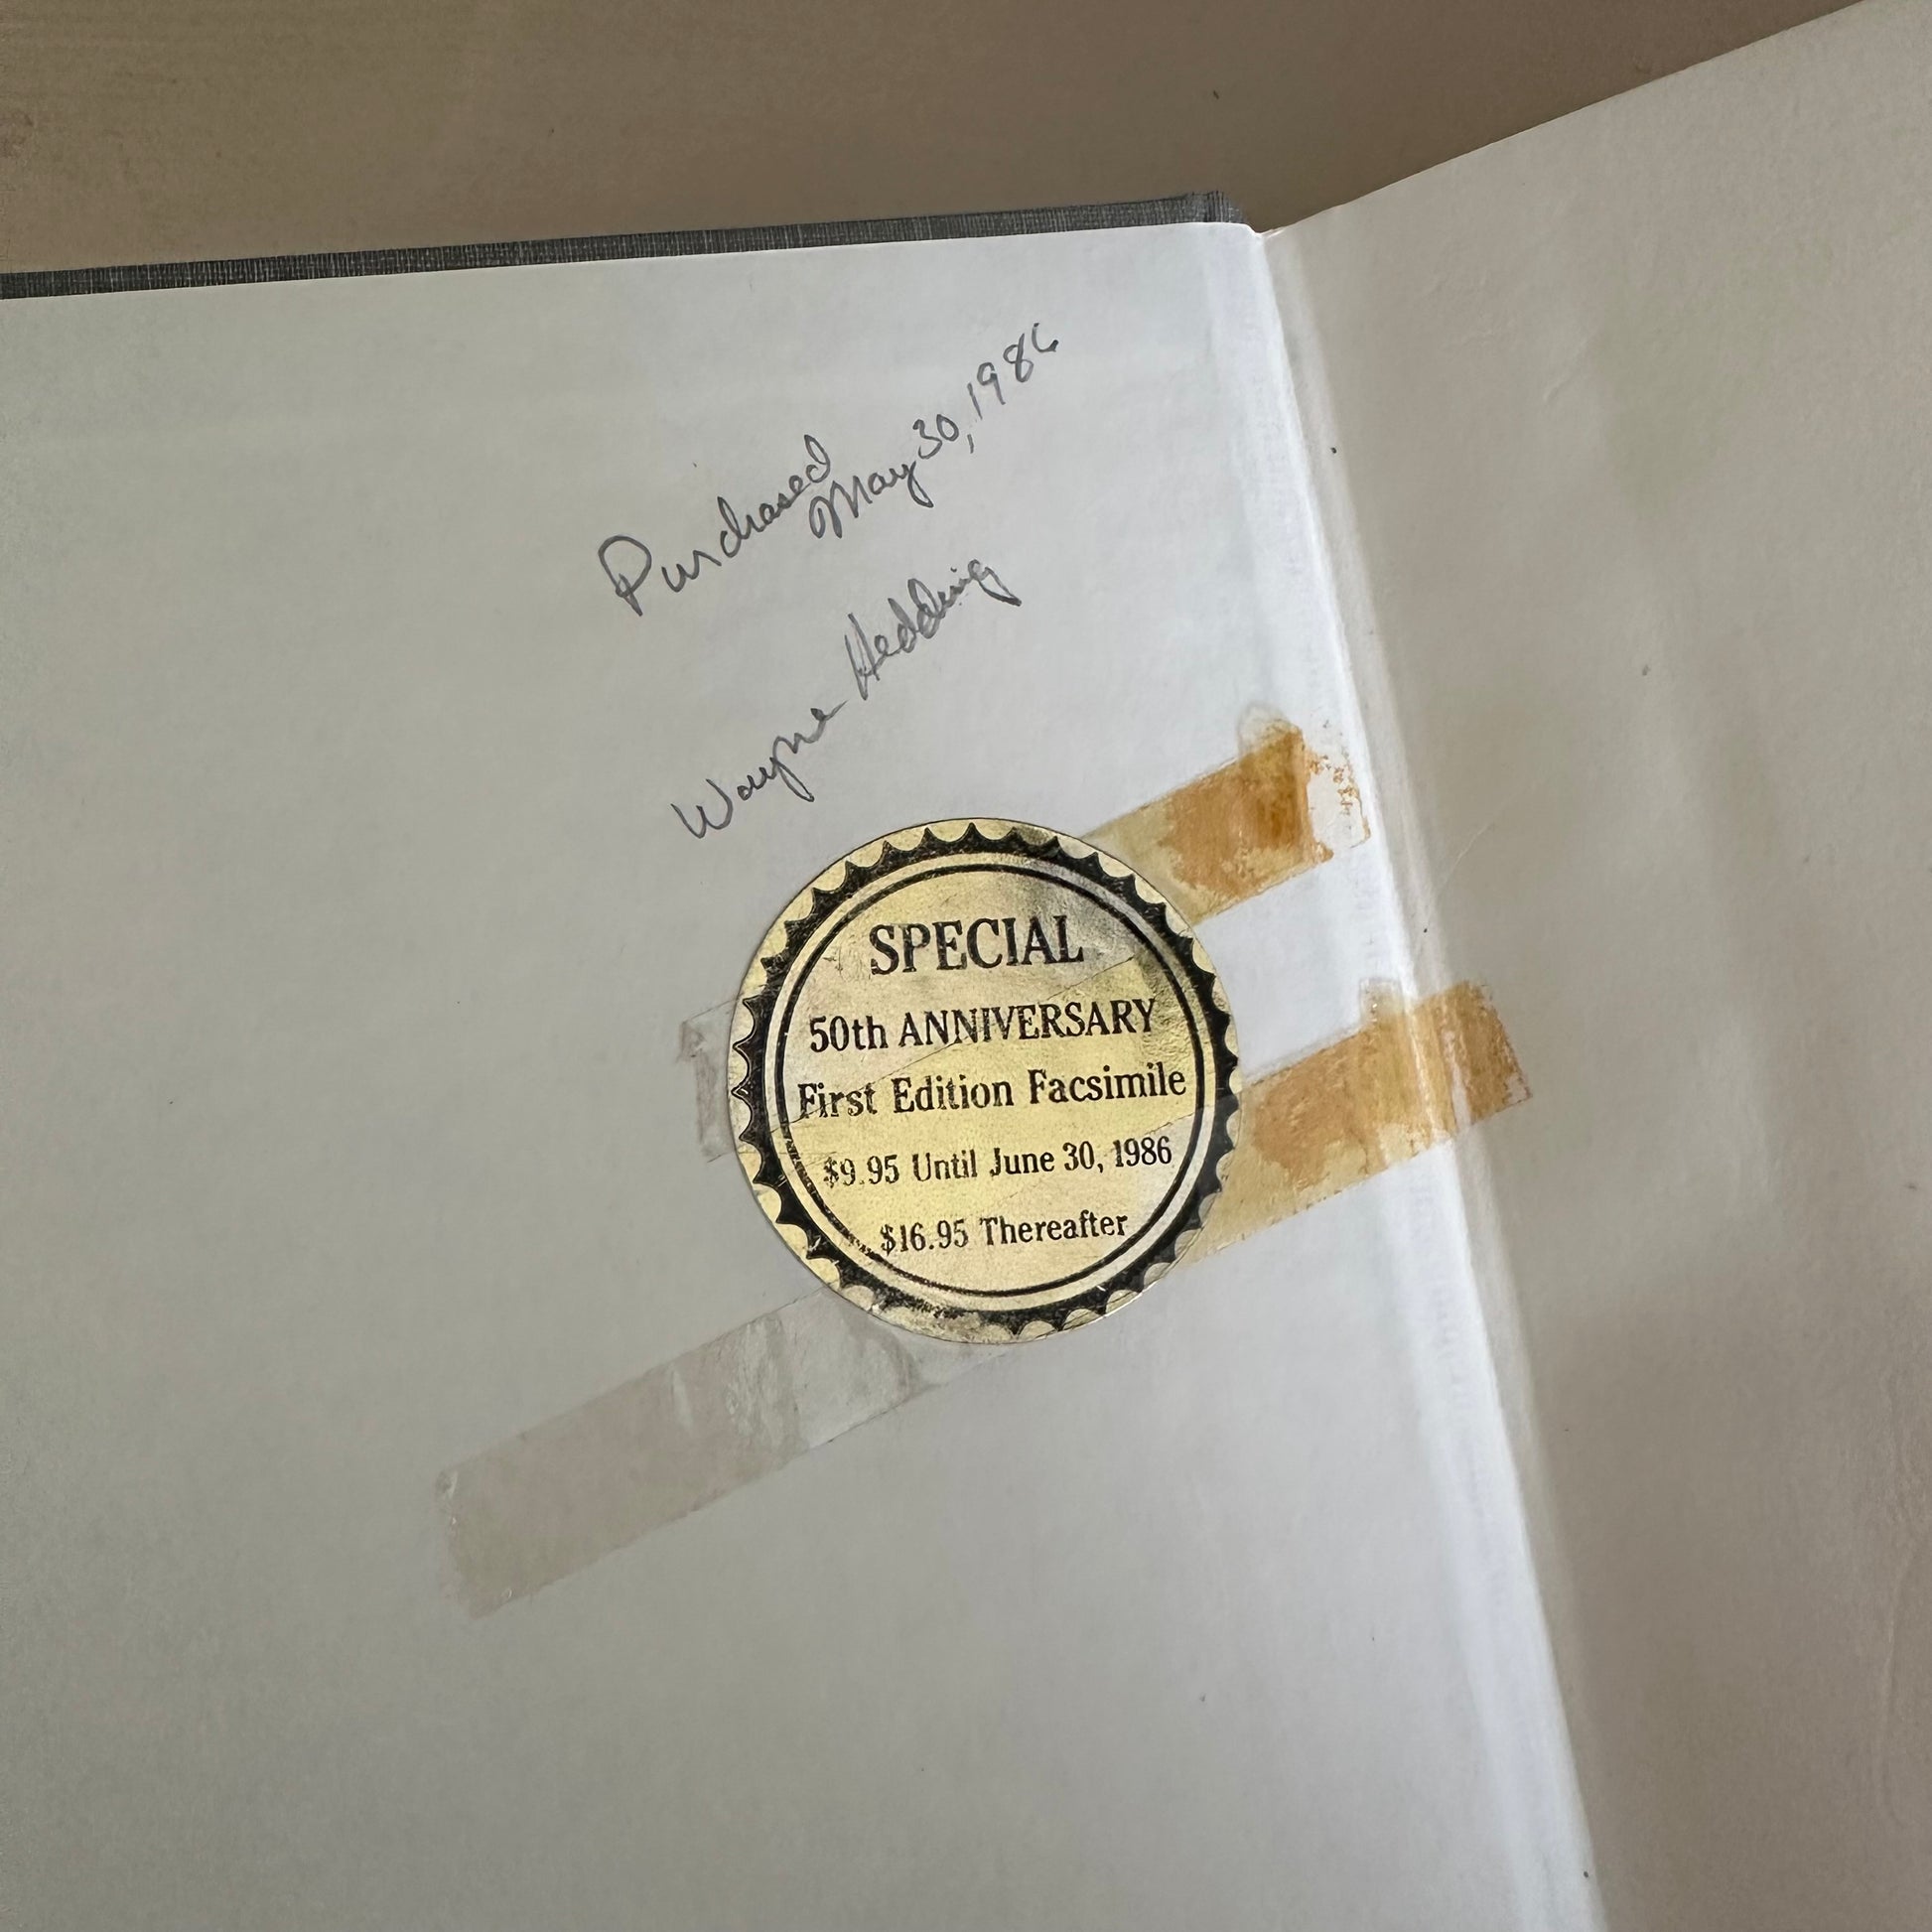 Purchased
May 30, 1986
Wayne Hedding
SPECIAL
50th ANNIVERSARY
First Edition Facsimile
$9.95 Until June 30, 1986
$16.95 Thereafter